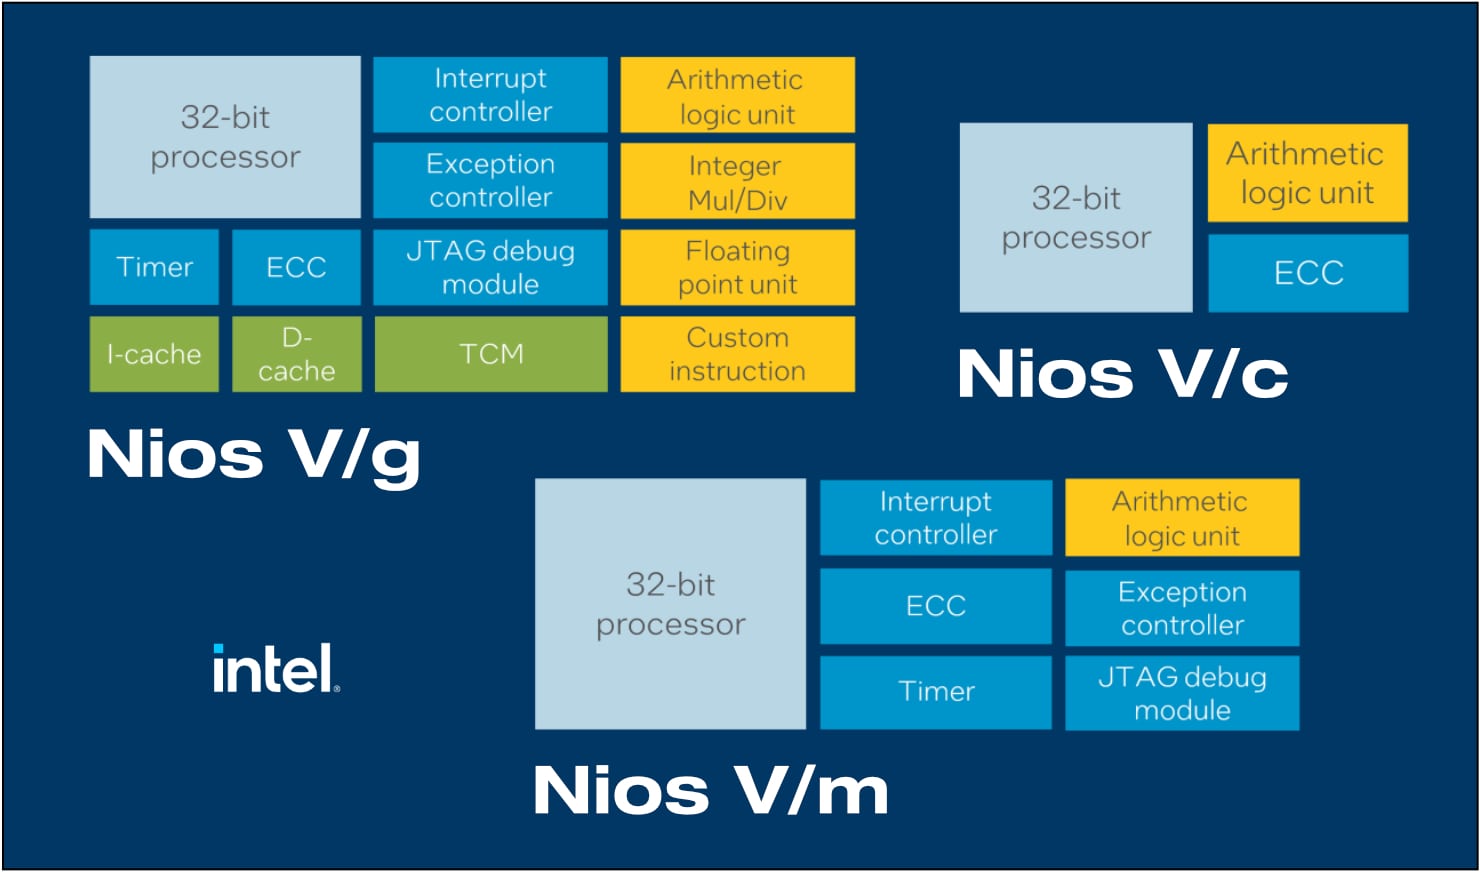 32-bit
processor
Interrupt
controller
Arithmetic
logic unit
Exception
controller
Integer
Mul/Div
Timer
ECC
JTAG debug
module
Floating
point unit
I-cache
D-
cache
TCM
Custom
instruction
Nios V/g
32-bit
processor
Arithmetic
logic unit
ECC
Nios V/c
32-bit
processor
Interrupt
controller
Arithmetic
logic unit
ECC
Exception
controller
Timer
JTAG debug
module
Nios V/m
intel®